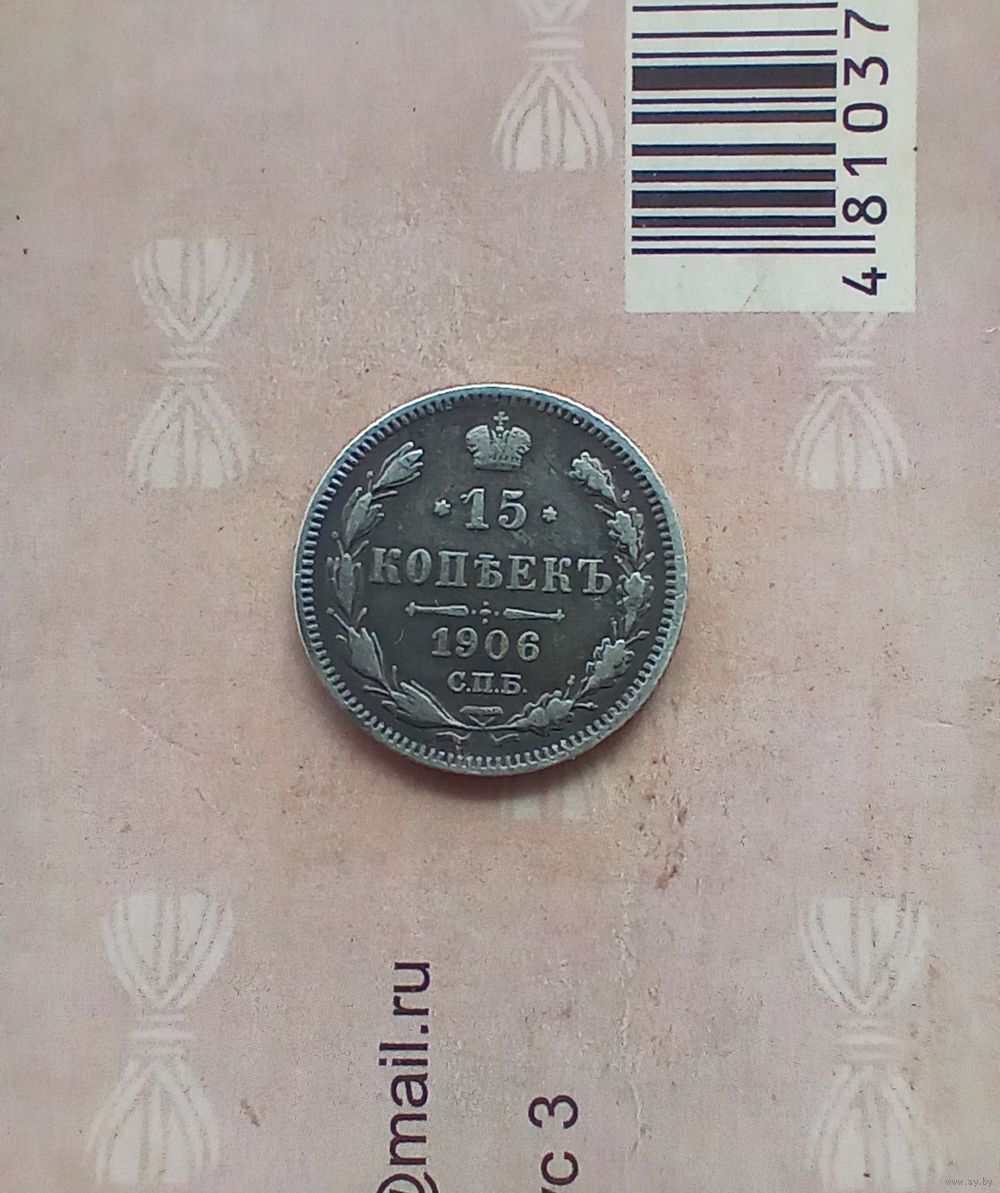 481037
* 15 *
КОПѢЕКЪ
1906
С.П.Б.
@mail.ru
ус 3
www.ay.by